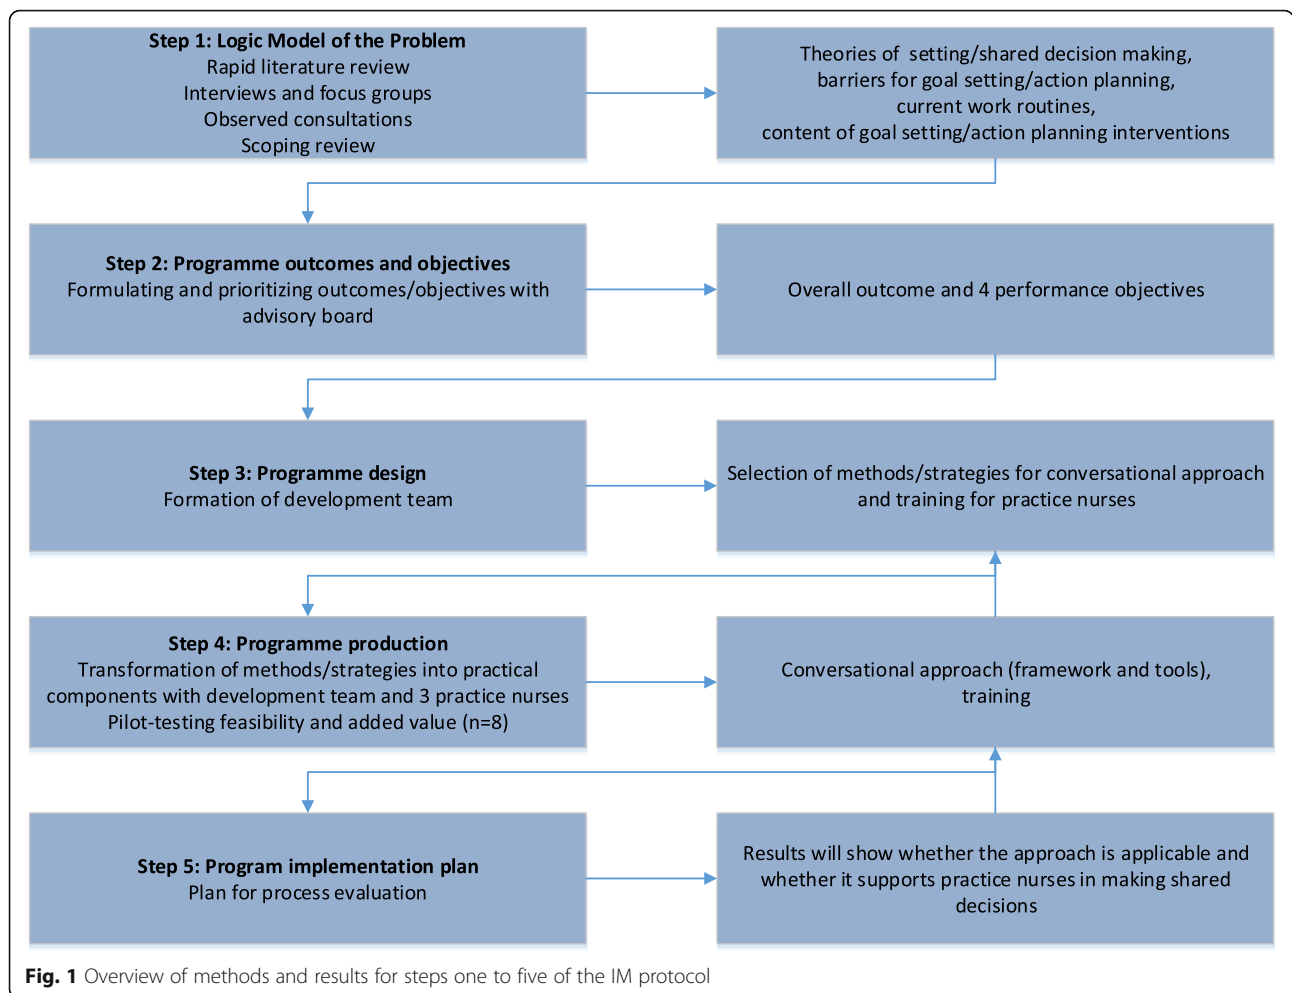 Step 1: Logic Model of the Problem
Rapid literature review
Interviews and focus groups
Observed consultations
Scoping review
Theories of  setting/shared decision making,
barriers for goal setting/action planning,
current work routines,
content of goal setting/action planning interventions
Step 2: Programme outcomes and objectives
Formulating and prioritizing outcomes/objectives with
advisory board
Overall outcome and 4 performance objectives
Step 3: Programme design
Formation of development team
Selection of methods/strategies for conversational approach
and training for practice nurses
Step 4: Programme production
Transformation of methods/strategies into practical
components with development team and 3 practice nurses
Pilot-testing feasibility and added value (n=8)
Conversational approach (framework and tools),
training
Step 5: Program implementation plan
Plan for process evaluation
Results will show whether the approach is applicable and
whether it supports practice nurses in making shared
decisions
Fig. 1 Overview of methods and results for steps one to five of the IM protocol